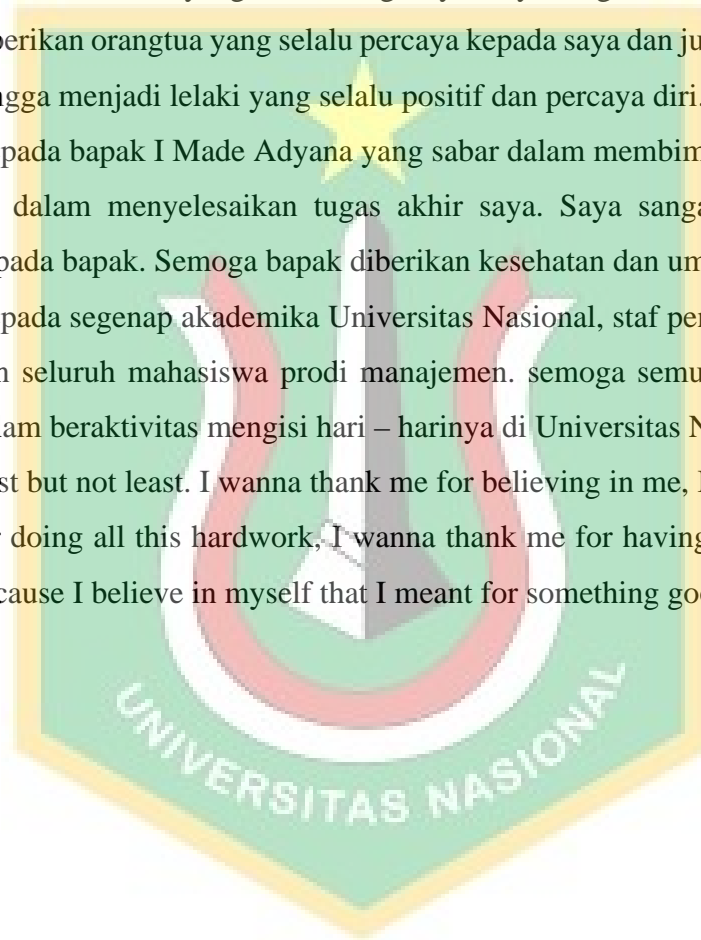 berikan orangtua yang selalu percaya kepada saya dan ju
ngga menjadi lelaki yang selalu positif dan percaya diri.
pada bapak I Made Adyana yang sabar dalam membim
dalam menyelesaikan tugas akhir saya. Saya sanga
pada bapak. Semoga bapak diberikan kesehatan dan um
pada segenap akademika Universitas Nasional, staf per
seluruh mahasiswa prodi manajemen. semoga semu
lam beraktivitas mengisi hari – harinya di Universitas N
st but not least. I wanna thank me for believing in me, I
doing all this hardwork, I wanna thank me for having
cause I believe in myself that I meant for something goo
UNIVERSITAS NASIONAL